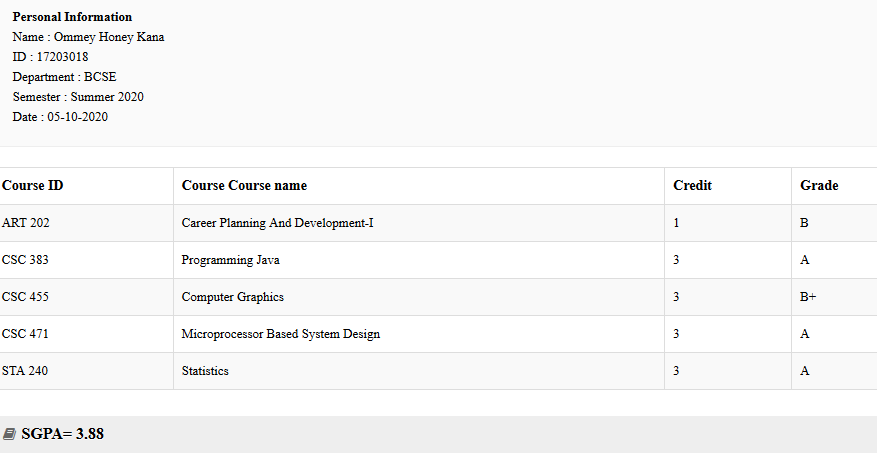 Personal Information
Name : Ommey Honey Kana
ID : 17203018
Department : BCSE
Semester : Summer 2020
Date : 05-10-2020
Course ID Course Course name Credit Grade
ART 202 Career Planning And Development-I 1 B
CSC 383 Programming Java 3 A
CSC 455 Computer Graphics 3 B+
CSC 471 Microprocessor Based System Design 3 A
STA 240 Statistics 3 A
SGPA= 3.88